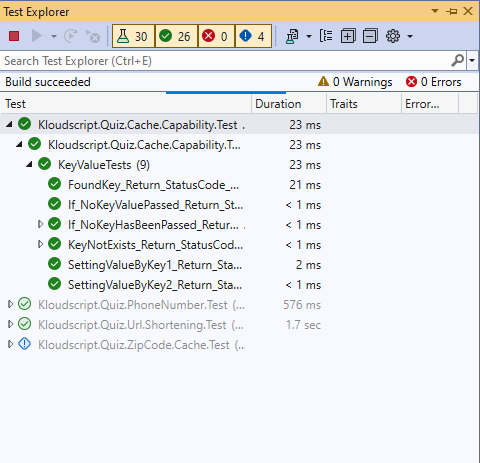 Test Explorer
30 26 0 4
Search Test Explorer (Ctrl+E)
Build succeeded 0 Warnings 0 Errors
Test Duration Traits Error...
Kloudscript.Quiz.Cache.Capability.Test . 23 ms
Kloudscript.Quiz.Cache.Capability.T... 23 ms
KeyValueTests (9) 23 ms
FoundKey_Return_StatusCode_... 21 ms
If_NoKeyValuePassed_Return_St... < 1 ms
If_NoKeyHasBeenPassed_Retur... < 1 ms
KeyNotExists_Return_StatusCod... < 1 ms
SettingValueByKey1_Return_Sta... 2 ms
SettingValueByKey2_Return_Sta... < 1 ms
Kloudscript.Quiz.PhoneNumber.Test (... 576 ms
Kloudscript.Quiz.Url.Shortening.Test (... 1.7 sec
Kloudscript.Quiz.ZipCode.Cache.Test (...